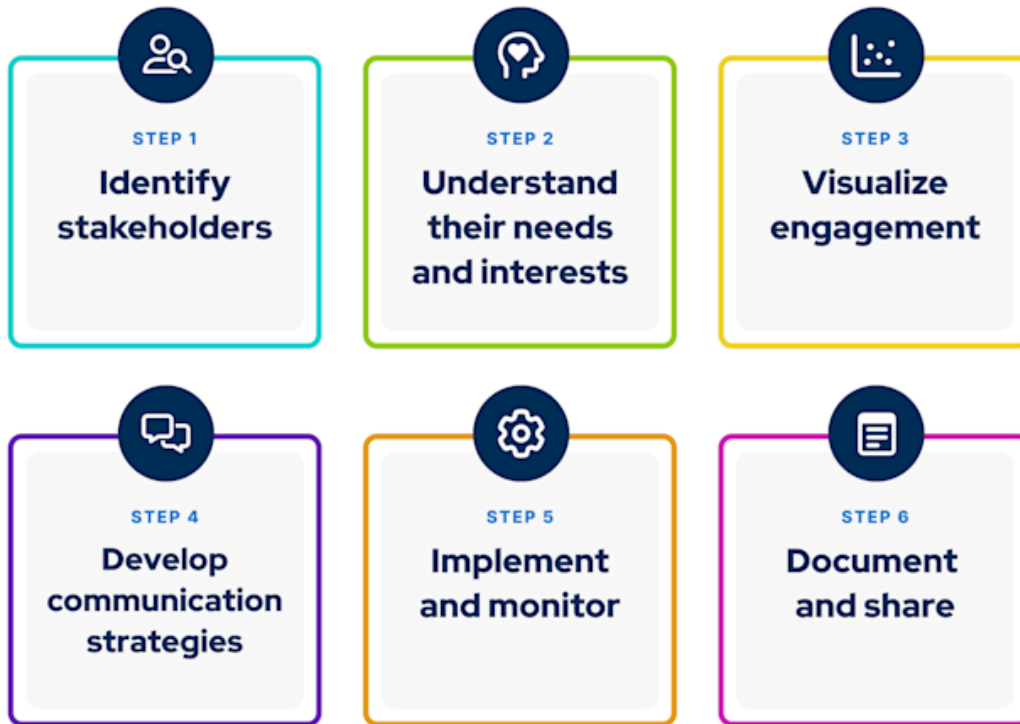 STEP 1
Identify
stakeholders
STEP 2
Understand
their needs
and interests
STEP 3
Visualize
engagement
STEP 4
Develop
communication
strategies
STEP 5
Implement
and monitor
STEP 6
Document
and share